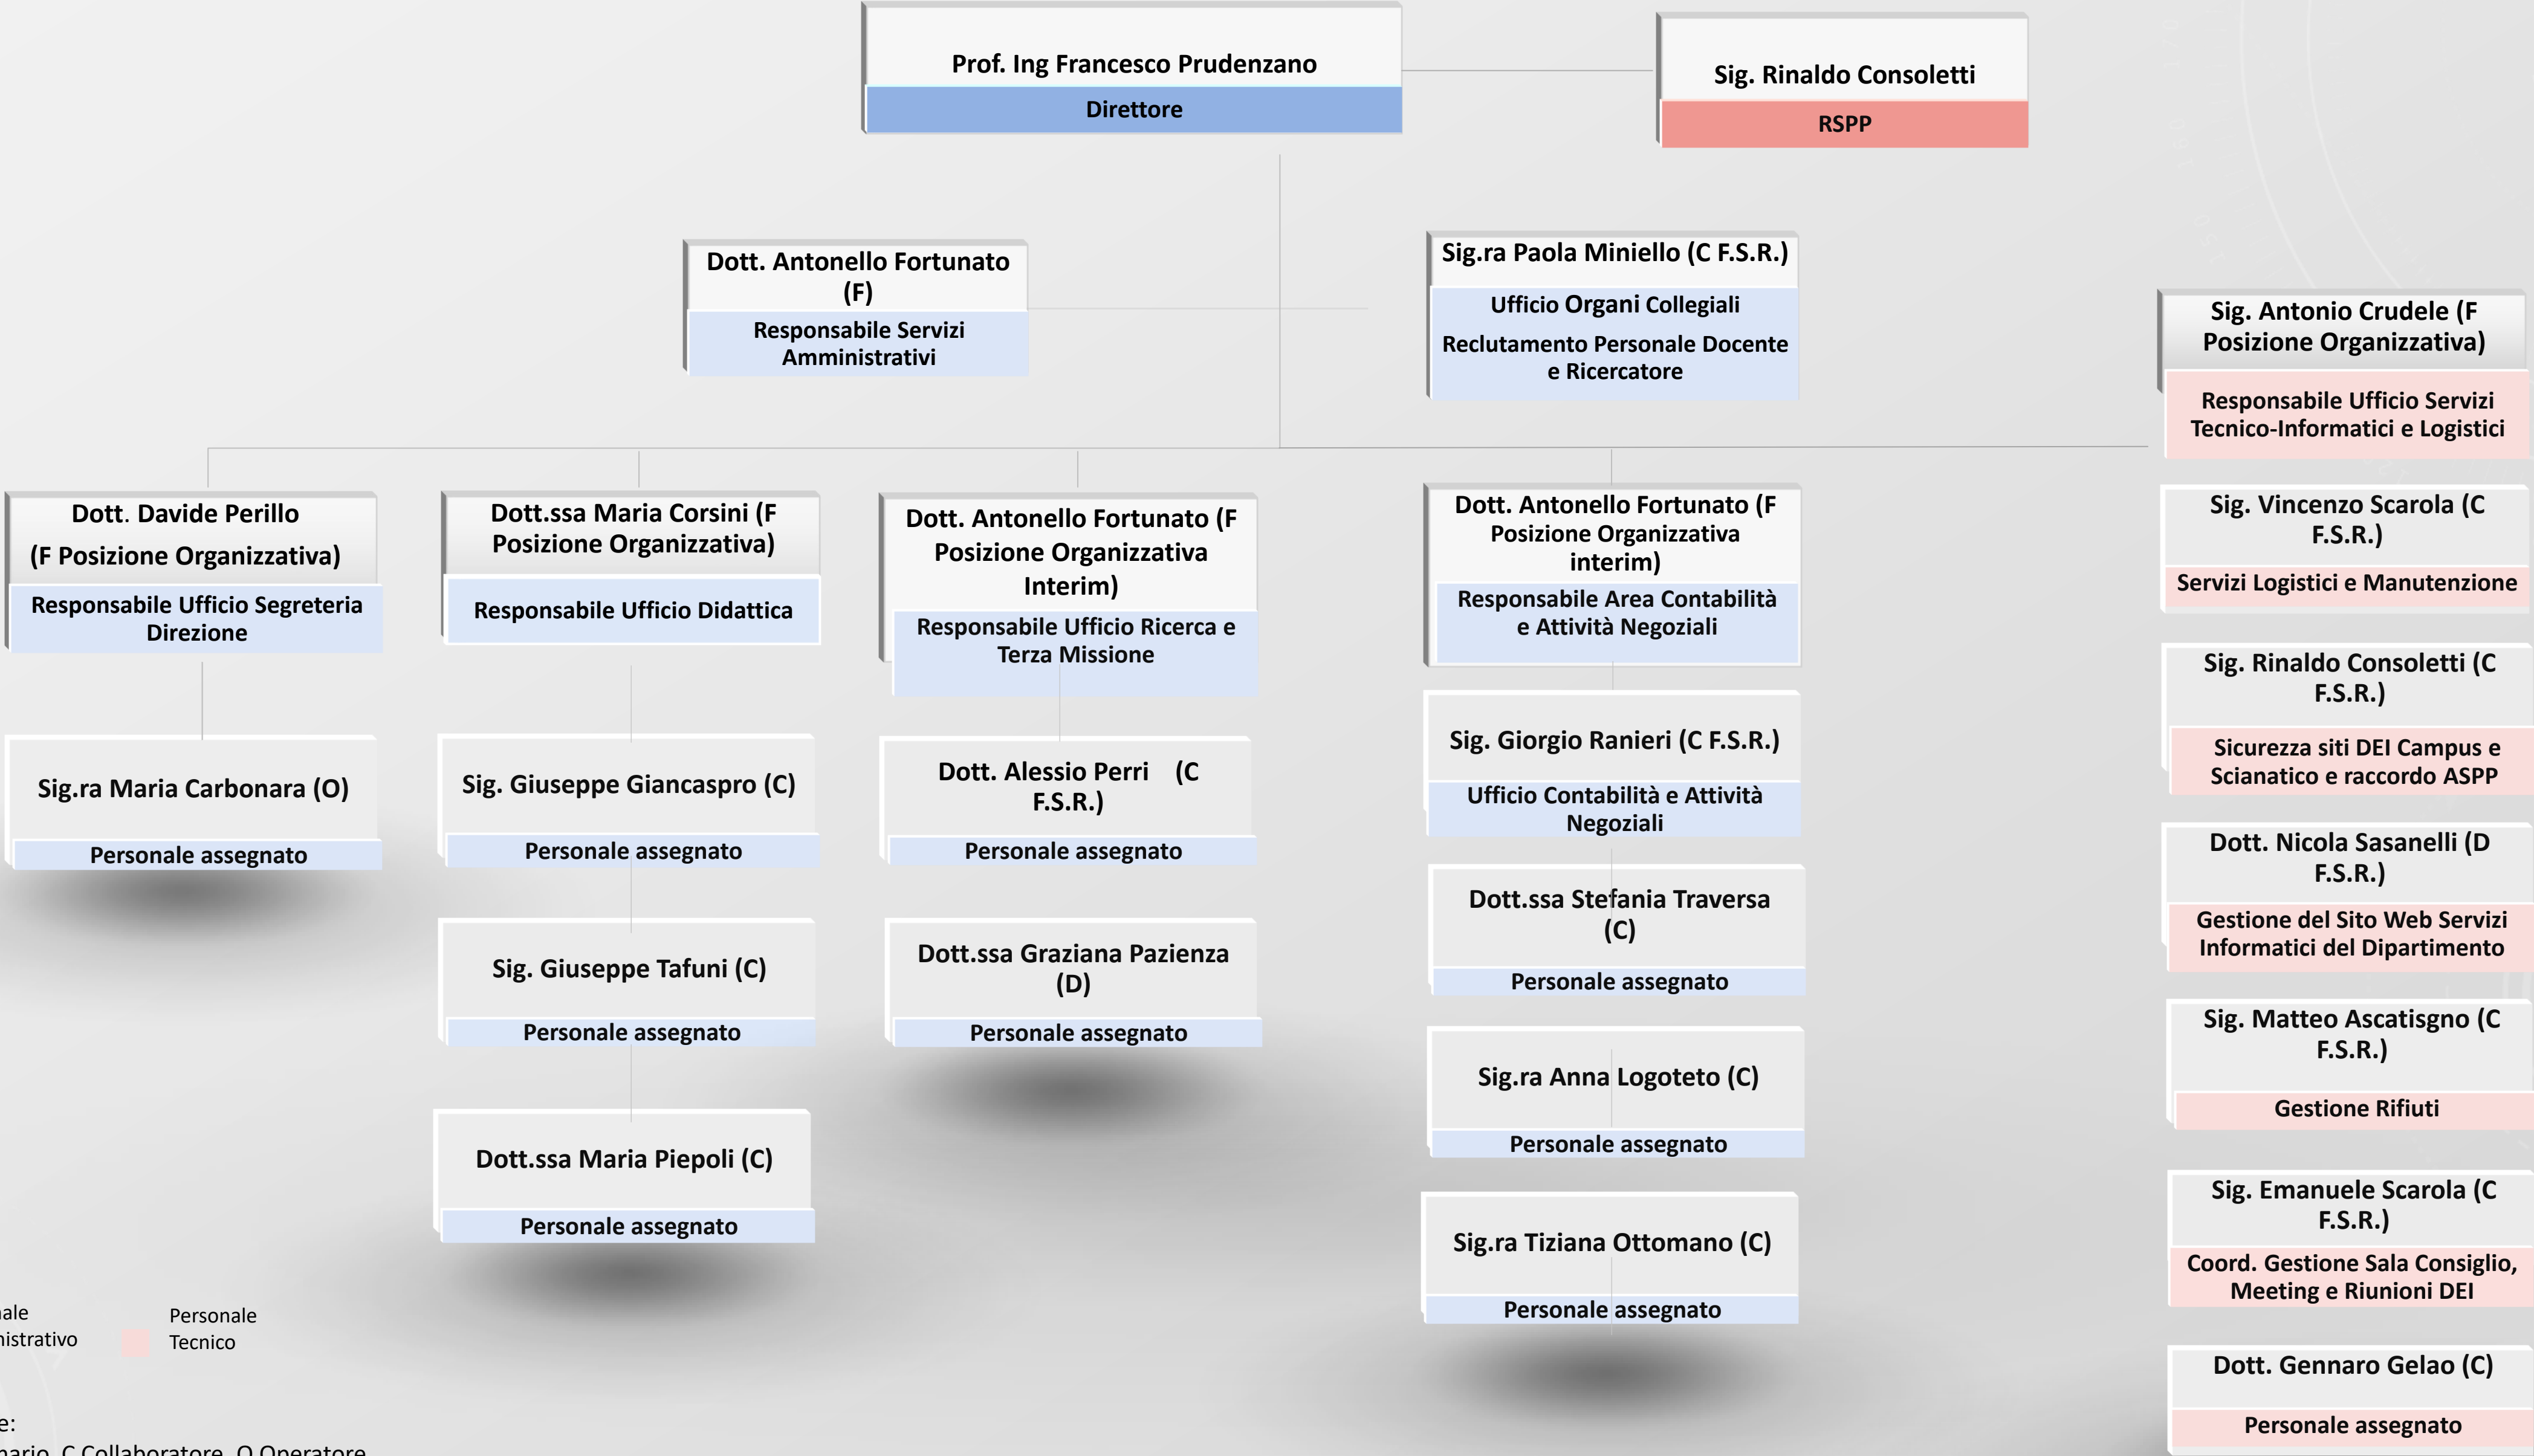 Prof. Ing Francesco Prudenzano
Direttore
Sig. Rinaldo Consoletti
RSPP
Dott. Antonello Fortunato
(F)
Responsabile Servizi
Amministrativi
Sig.ra Paola Miniello (C F.S.R.)
Ufficio Organi Collegiali
Reclutamento Personale Docente
e Ricercatore
Dott. Davide Perillo
(F Posizione Organizzativa)
Responsabile Ufficio Segreteria
Direzione
Sig.ra Maria Carbonara (O)
Personale assegnato
Dott.ssa Maria Corsini (F
Posizione Organizzativa)
Responsabile Ufficio Didattica
Sig. Giuseppe Giancaspro (C)
Personale assegnato
Sig. Giuseppe Tafuni (C)
Personale assegnato
Dott.ssa Maria Piepoli (C)
Personale assegnato
Dott. Antonello Fortunato (F
Posizione Organizzativa
Interim)
Responsabile Ufficio Ricerca e
Terza Missione
Dott. Alessio Perri (C
F.S.R.)
Personale assegnato
Dott.ssa Graziana Pazienza
(D)
Personale assegnato
Dott. Antonello Fortunato (F
Posizione Organizzativa
interim)
Responsabile Area Contabilità
e Attività Negoziali
Sig. Giorgio Ranieri (C F.S.R.)
Ufficio Contabilità e Attività
Negoziali
Dott.ssa Stefania Traversa
(C)
Personale assegnato
Sig.ra Anna Logoteto (C)
Personale assegnato
Sig.ra Tiziana Ottomano (C)
Personale assegnato
Sig. Antonio Crudele (F
Posizione Organizzativa)
Responsabile Ufficio Servizi
Tecnico-Informatici e Logistici
Sig. Vincenzo Scarola (C
F.S.R.)
Servizi Logistici e Manutenzione
Sig. Rinaldo Consoletti (C
F.S.R.)
Sicurezza siti DEI Campus e
Scianatico e raccordo ASPP
Dott. Nicola Sasanelli (D
F.S.R.)
Gestione del Sito Web Servizi
Informatici del Dipartimento
Sig. Matteo Ascatisgno (C
F.S.R.)
Gestione Rifiuti
Sig. Emanuele Scarola (C
F.S.R.)
Coord. Gestione Sala Consiglio,
Meeting e Riunioni DEI
Dott. Gennaro Gelao (C)
Personale assegnato
Personale
Tecnico
C Collaboratore, O Operatore